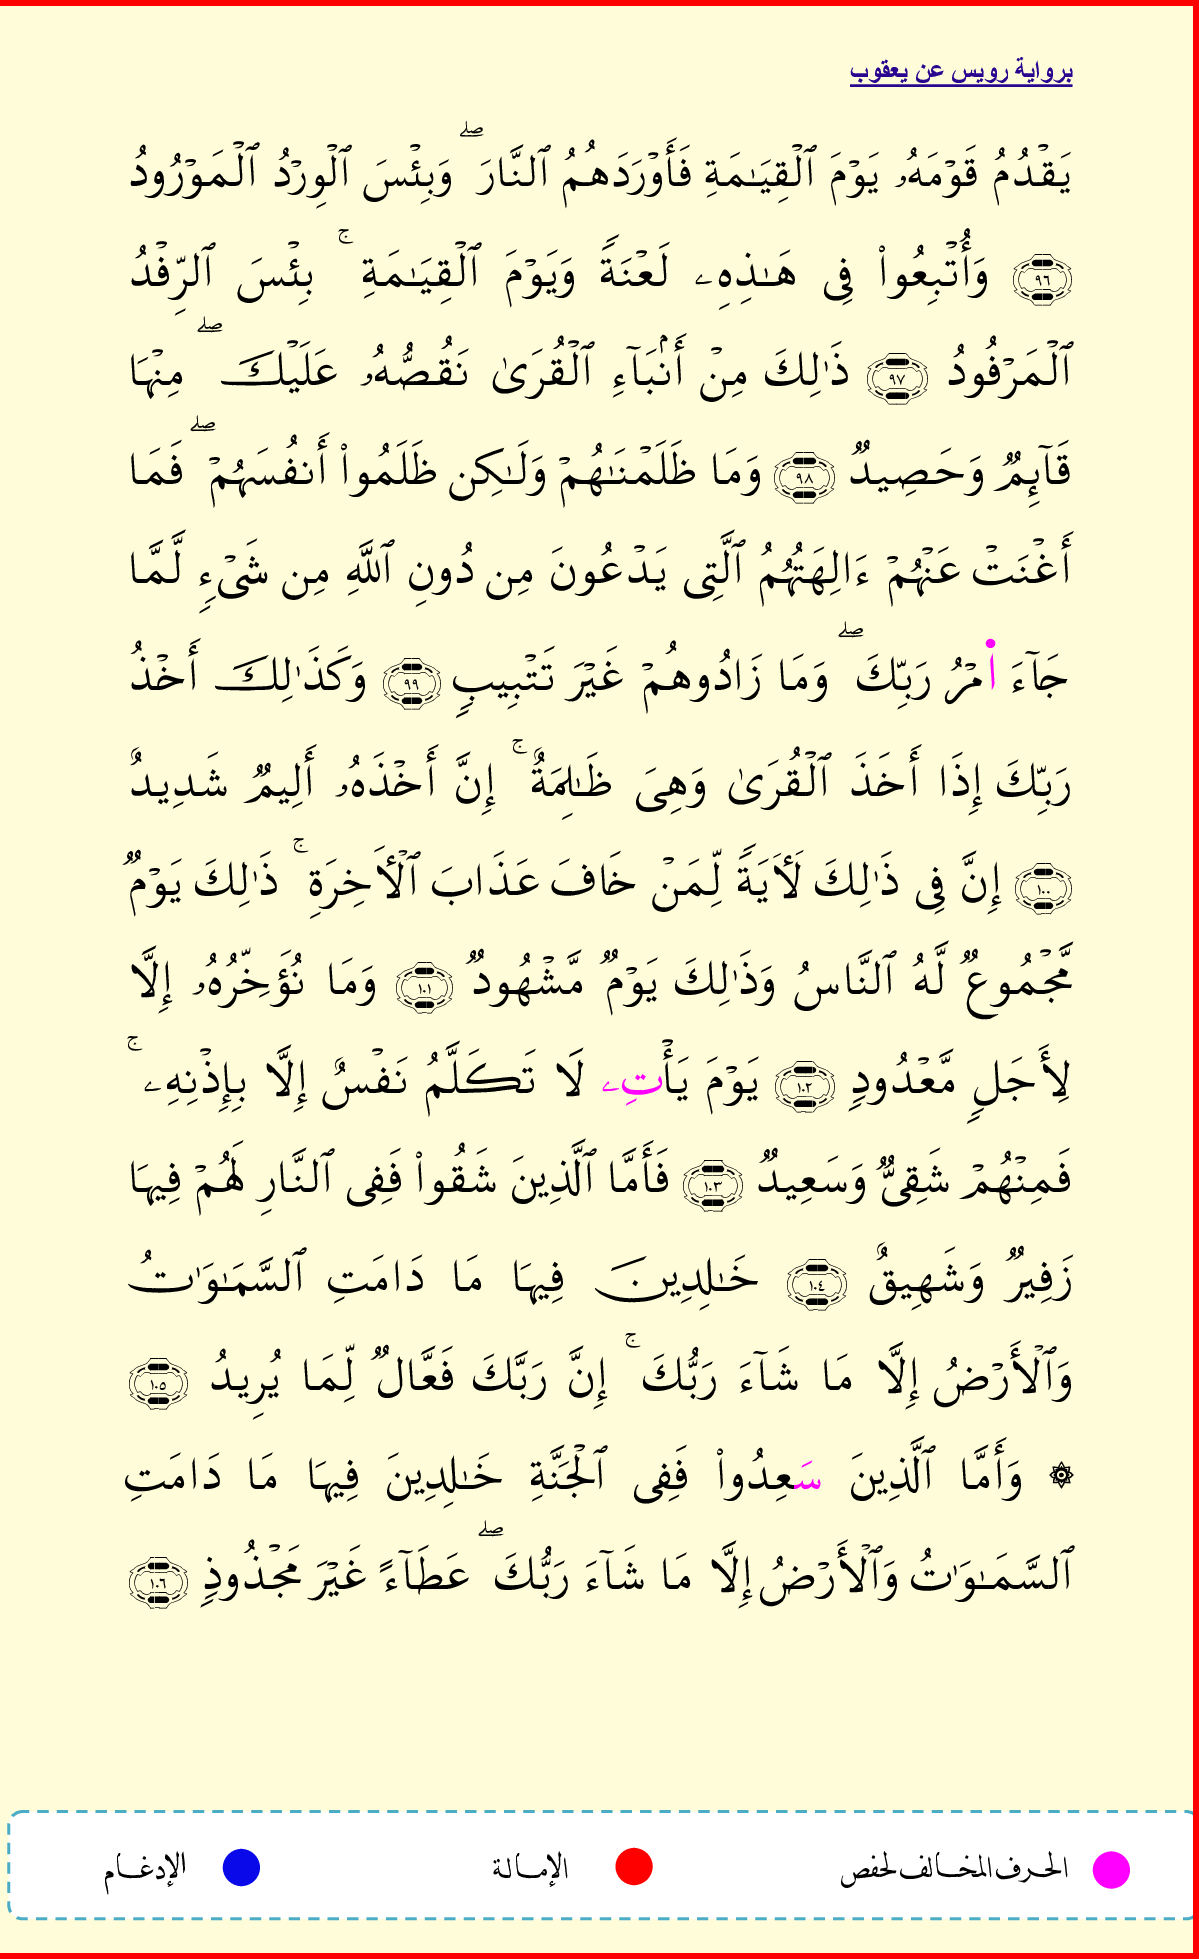 برواية رويس عن يعقوب
يَقْدُمُ قَوْمَهُۥ يَوْمَ ٱلْقِيَـٰمَةِ فَأَوْرَدَهُمُ ٱلنَّارَ ۖ وَبِئْسَ ٱلْوِرْدُ ٱلْمَوْرُودُ
٩٦ وَأُتْبِعُوا۟ فِى هَـٰذِهِۦ لَعْنَةً وَيَوْمَ ٱلْقِيَـٰمَةِ ۚ بِئْسَ ٱلرِّفْدُ
ٱلْمَرْفُودُ ٩٧ ذَٰلِكَ مِنْ أَنۢبَآءِ ٱلْقُرَىٰ نَقُصُّهُۥ عَلَيْكَ ۖ مِنْهَا
قَآئِمٌ وَحَصِيدٌ ٩٨ وَمَا ظَلَمْنَـٰهُمْ وَلَـٰكِن ظَلَمُوا۟ أَنفُسَهُمْ ۖ فَمَا
أَغْنَتْ عَنْهُمْ ءَالِهَتُهُمُ ٱلَّتِى يَدْعُونَ مِن دُونِ ٱللَّهِ مِن شَىْءٍ لَّمَّا
جَآءَ ا۬مْرُ رَبِّكَ ۖ وَمَا زَادُوهُمْ غَيْرَ تَتْبِيبٍ ٩٩ وَكَذَٰلِكَ أَخْذُ
رَبِّكَ إِذَا أَخَذَ ٱلْقُرَىٰ وَهِىَ ظَـٰلِمَةٌ ۚ إِنَّ أَخْذَهُۥ أَلِيمٌ شَدِيدٌ
١٠٠ إِنَّ فِى ذَٰلِكَ لَـَٔايَةً لِّمَنْ خَافَ عَذَابَ ٱلْـَٔاخِرَةِ ۚ ذَٰلِكَ يَوْمٌ
مَّجْمُوعٌ لَّهُ ٱلنَّاسُ وَذَٰلِكَ يَوْمٌ مَّشْهُودٌ ١٠١ وَمَا نُؤَخِّرُهُۥ إِلَّا
لِأَجَلٍ مَّعْدُودٍ ١٠٢ يَوْمَ يَأْتِۦ لَا تَكَلَّمُ نَفْسٌ إِلَّا بِإِذْنِهِۦ ۚ
فَمِنْهُمْ شَقِىٌّ وَسَعِيدٌ ١٠٣ فَأَمَّا ٱلَّذِينَ شَقُوا۟ فَفِى ٱلنَّارِ لَهُمْ فِيهَا
زَفِيرٌ وَشَهِيقٌ ١٠٤ خَـٰلِدِينَ فِيهَا مَا دَامَتِ ٱلسَّمَـٰوَٰتُ
وَٱلْأَرْضُ إِلَّا مَا شَآءَ رَبُّكَ ۚ إِنَّ رَبَّكَ فَعَّالٌ لِّمَا يُرِيدُ ١٠٥
۞ وَأَمَّا ٱلَّذِينَ سَعِدُوا۟ فَفِى ٱلْجَنَّةِ خَـٰلِدِينَ فِيهَا مَا دَامَتِ
ٱلسَّمَـٰوَٰتُ وَٱلْأَرْضُ إِلَّا مَا شَآءَ رَبُّكَ ۖ عَطَآءً غَيْرَ مَجْذُوذٍ ١٠٦
الحرف المخالف لحفص الإمالة الإدغام